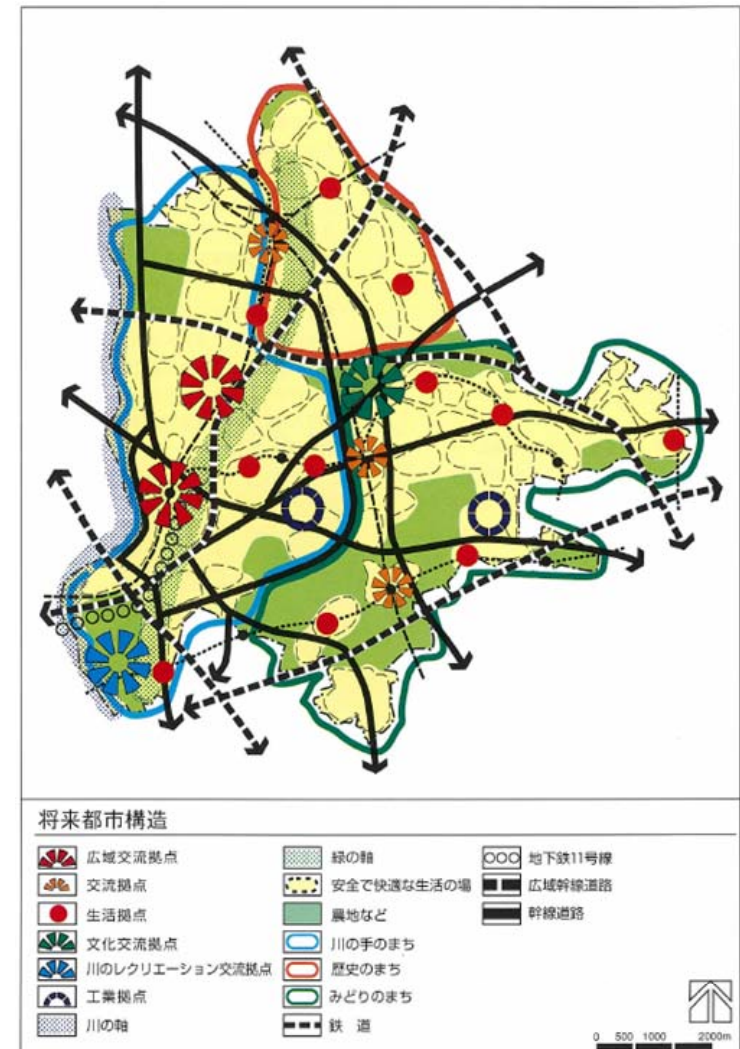 将来都市構造
広域交流拠点
交流拠点
生活拠点
文化交流拠点
川のレクリエーション交流拠点
工業拠点
川の軸
緑の軸
安全で快適な生活の場
農地など
川の手のまち
歴史のまち
みどりのまち
鉄 道
地下鉄11号線
広域幹線道路
幹線道路
0 500 1000 2000m